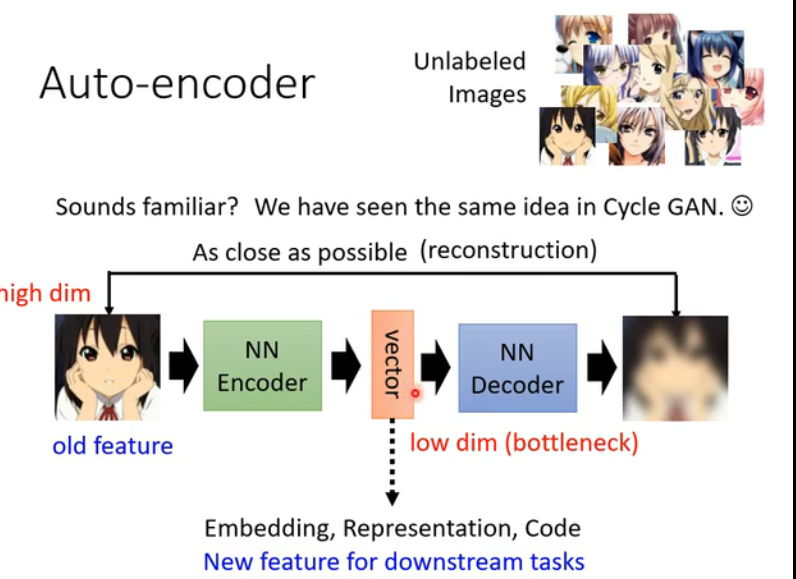 Auto-encoder
Unlabeled
Images
Sounds familiar? We have seen the same idea in Cycle GAN. ☺
As close as possible (reconstruction)
high dim
NN
Encoder
vector
NN
Decoder
old feature
low dim (bottleneck)
Embedding, Representation, Code
New feature for downstream tasks